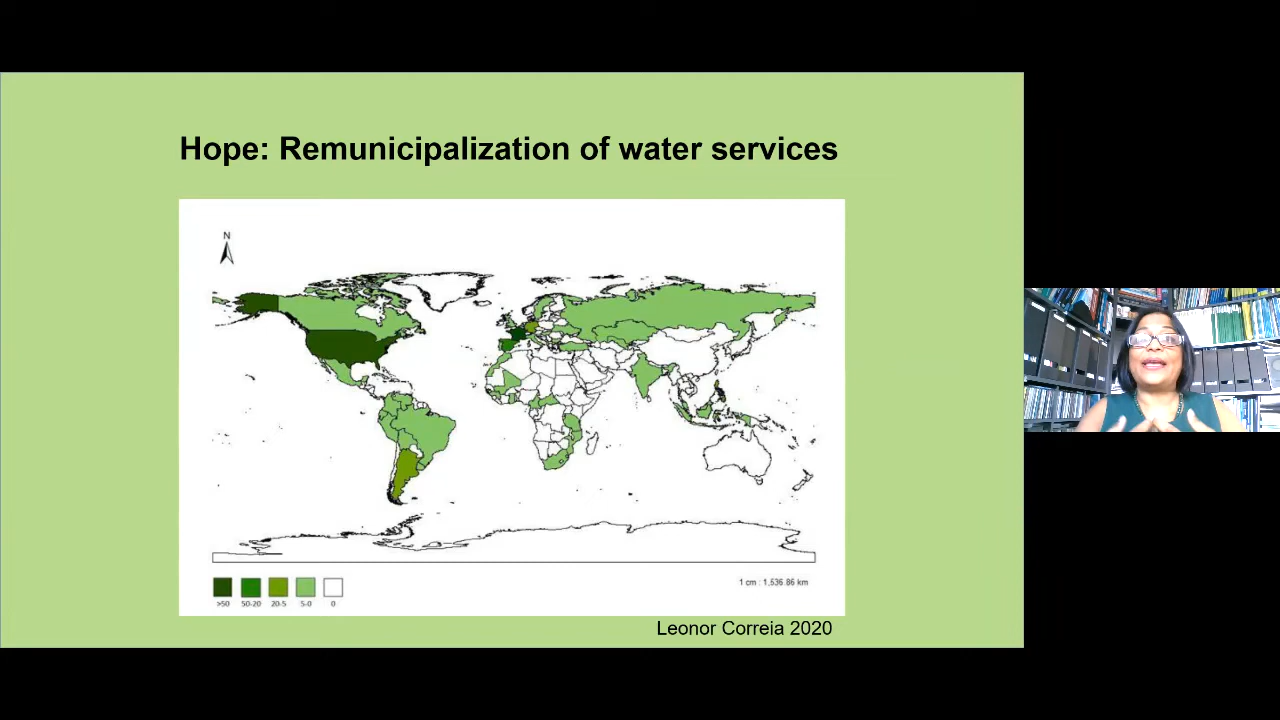 Hope: Remunicipalization of water services
N
1 cm : 1,536.86 km
>50 50-20 20-5 5-0 0
Leonor Correia 2020